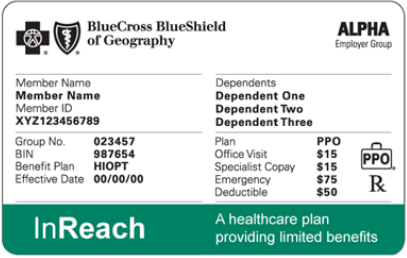 BlueCross BlueShield
of Geography
ALPHA
Employer Group
Member Name
Member Name
Member ID
XYZ123456789
Dependents
Dependent One
Dependent Two
Dependent Three
Group No. 023457
BIN 987654
Benefit Plan HIOPT
Effective Date 00/00/00
Plan PPO
Office Visit $15
Specialist Copay $15
Emergency $75
Deductible $50
PPO
Rx
InReach
A healthcare plan
providing limited benefits